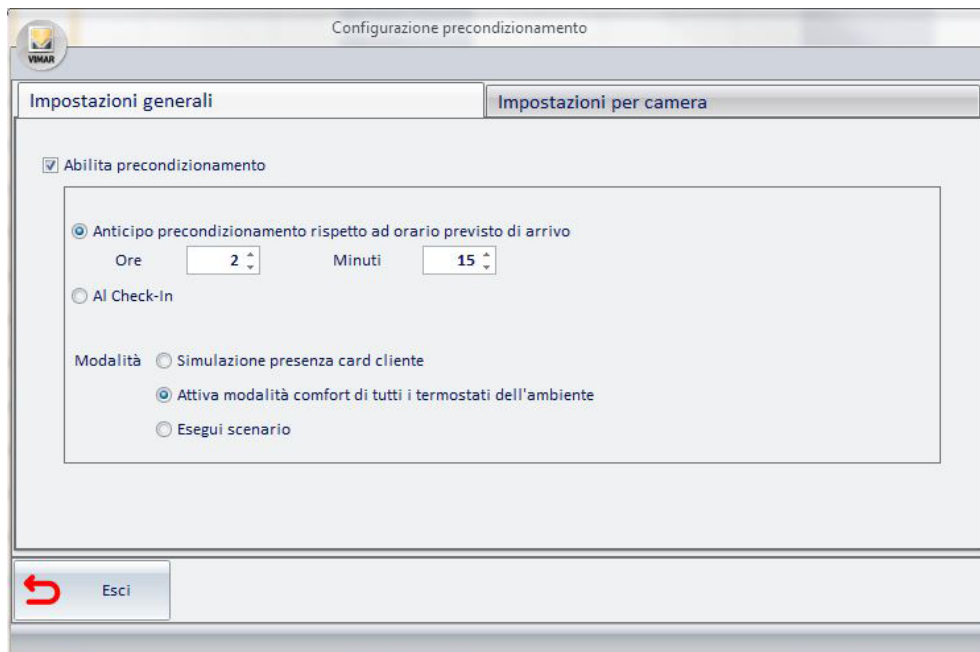 Configurazione precondizionamento
VIMAR
Impostazioni generali
Impostazioni per camera
Abilita precondizionamento
Anticipo precondizionamento rispetto ad orario previsto di arrivo
Ore 2 Minuti 15
Al Check-In
Modalità Simulazione presenza card cliente
Attiva modalità comfort di tutti i termostati dell'ambiente
Esegui scenario
Esci